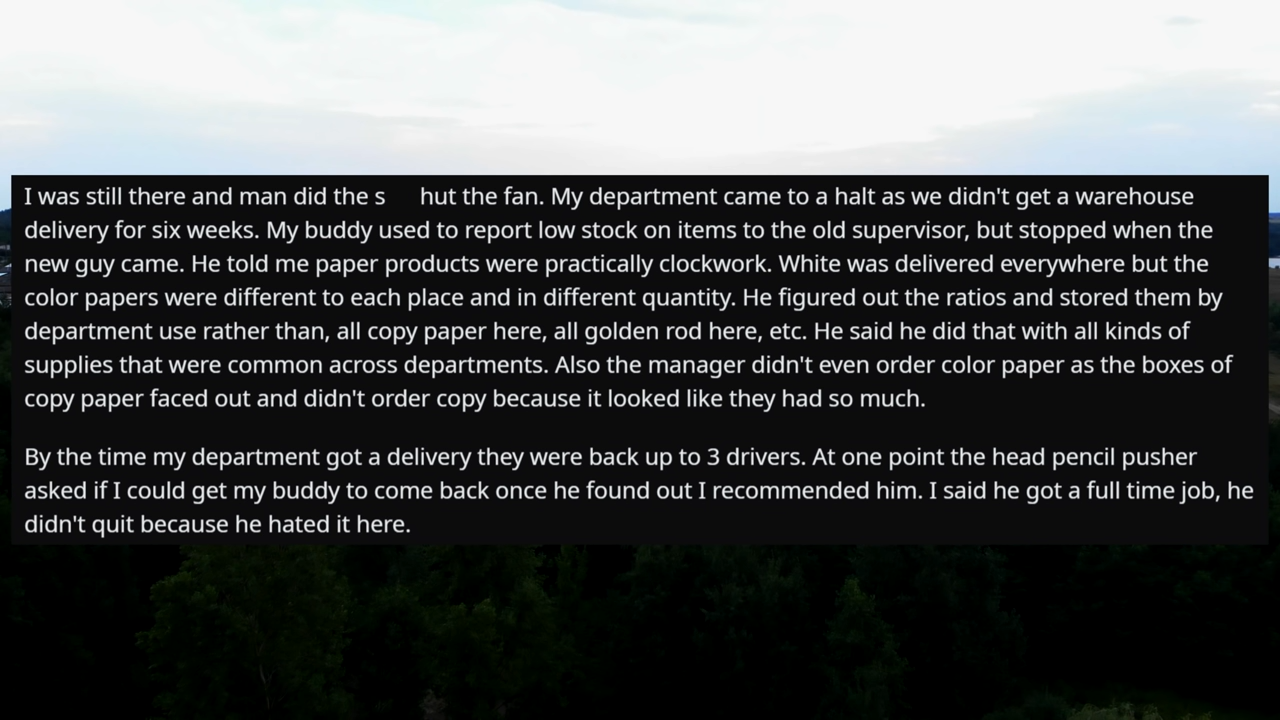 I was still there and man did the s hut the fan. My department came to a halt as we didn't get a warehouse
delivery for six weeks. My buddy used to report low stock on items to the old supervisor, but stopped when the
new guy came. He told me paper products were practically clockwork. White was delivered everywhere but the
color papers were different to each place and in different quantity. He figured out the ratios and stored them by
department use rather than, all copy paper here, all golden rod here, etc. He said he did that with all kinds of
supplies that were common across departments. Also the manager didn't even order color paper as the boxes of
copy paper faced out and didn't order copy because it looked like they had so much.
By the time my department got a delivery they were back up to 3 drivers. At one point the head pencil pusher
asked if I could get my buddy to come back once he found out I recommended him. I said he got a full time job, he
didn't quit because he hated it here.